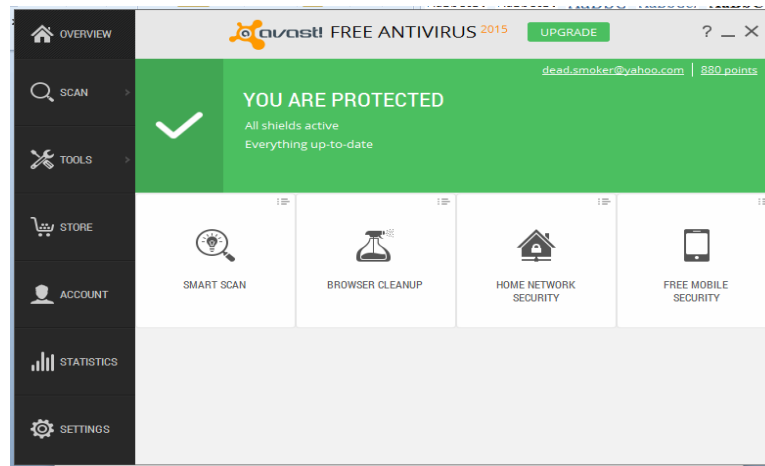 OVERVIEW
SCAN
TOOLS
STORE
ACCOUNT
STATISTICS
SETTINGS
avast! FREE ANTIVIRUS 2015
UPGRADE
? _ X
dead.smoker@yahoo.com | 880 points
YOU ARE PROTECTED
All shields active
Everything up-to-date
SMART SCAN
BROWSER CLEANUP
HOME NETWORK
SECURITY
FREE MOBILE
SECURITY